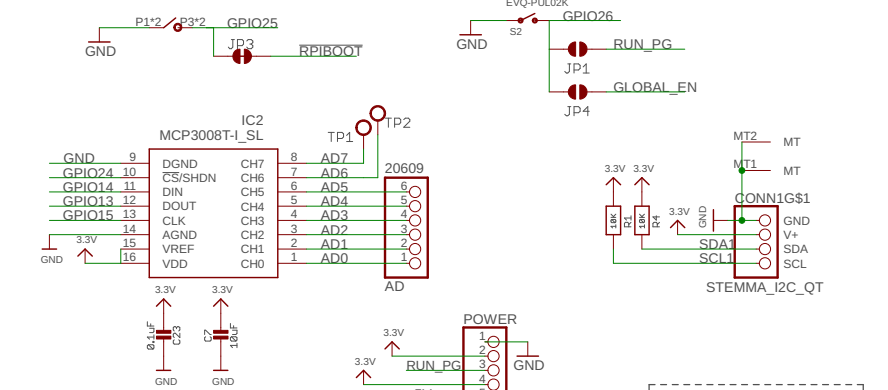 EVQ-PUL02K
P1*2 P3*2 GPIO25
GPIO26
GND
S2
GND
JP3
RPIBOOT
RUN_PG
JP1
GLOBAL_EN
JP4
IC2
MCP3008T-I_SL
TP1
TP2
GND 9 DGND CH7 8 AD7
GPIO24 10 CS/SHDN CH6 7 AD6
GPIO14 11 DIN CH5 6 AD5
GPIO13 12 DOUT CH4 5 AD4
GPIO15 13 CLK CH3 4 AD3
14 AGND CH2 3 AD2
15 VREF CH1 2 AD1
16 VDD CH0 1 AD0
GND
3.3V
20609
6
5
4
3
2
1
AD
MT2 MT
MT1 MT
3.3V 3.3V
10K R1
10K R4
3.3V
GND
CONN1G$1
GND
V+
SDA1 SDA
SCL1 SCL
STEMMA_I2C_QT
3.3V 3.3V
0.1uF C23
C7 10uF
GND GND
POWER
3.3V
1
2
GND
3.3V
RUN_PG 3
4